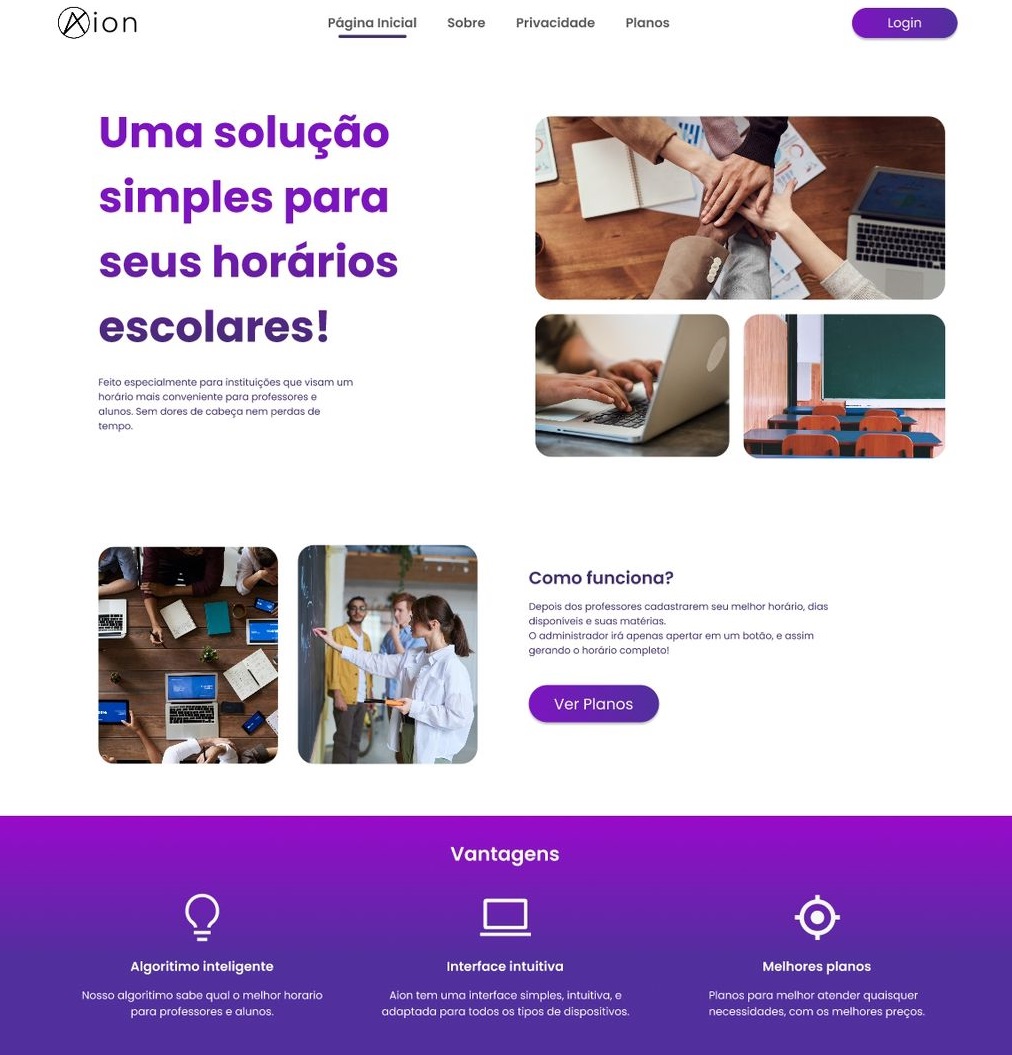 Aion
Página Inicial Sobre Privacidade Planos
Login
Uma solução
simples para
seus horários
escolares!
Feito especialmente para instituições que visam um
horário mais conveniente para professores e
alunos. Sem dores de cabeça nem perdas de
tempo.
Como funciona?
Depois dos professores cadastrarem seu melhor horário, dias
disponíveis e suas matérias.
O administrador irá apenas apertar em um botão, e assim
gerando o horário completo!
Ver Planos
Vantagens
Algoritimo inteligente
Nosso algoritimo sabe qual o melhor horario
para professores e alunos.
Interface intuitiva
Aion tem uma interface simples, intuitiva, e
adaptada para todos os tipos de dispositivos.
Melhores planos
Planos para melhor atender quaisquer
necessidades, com os melhores preços.